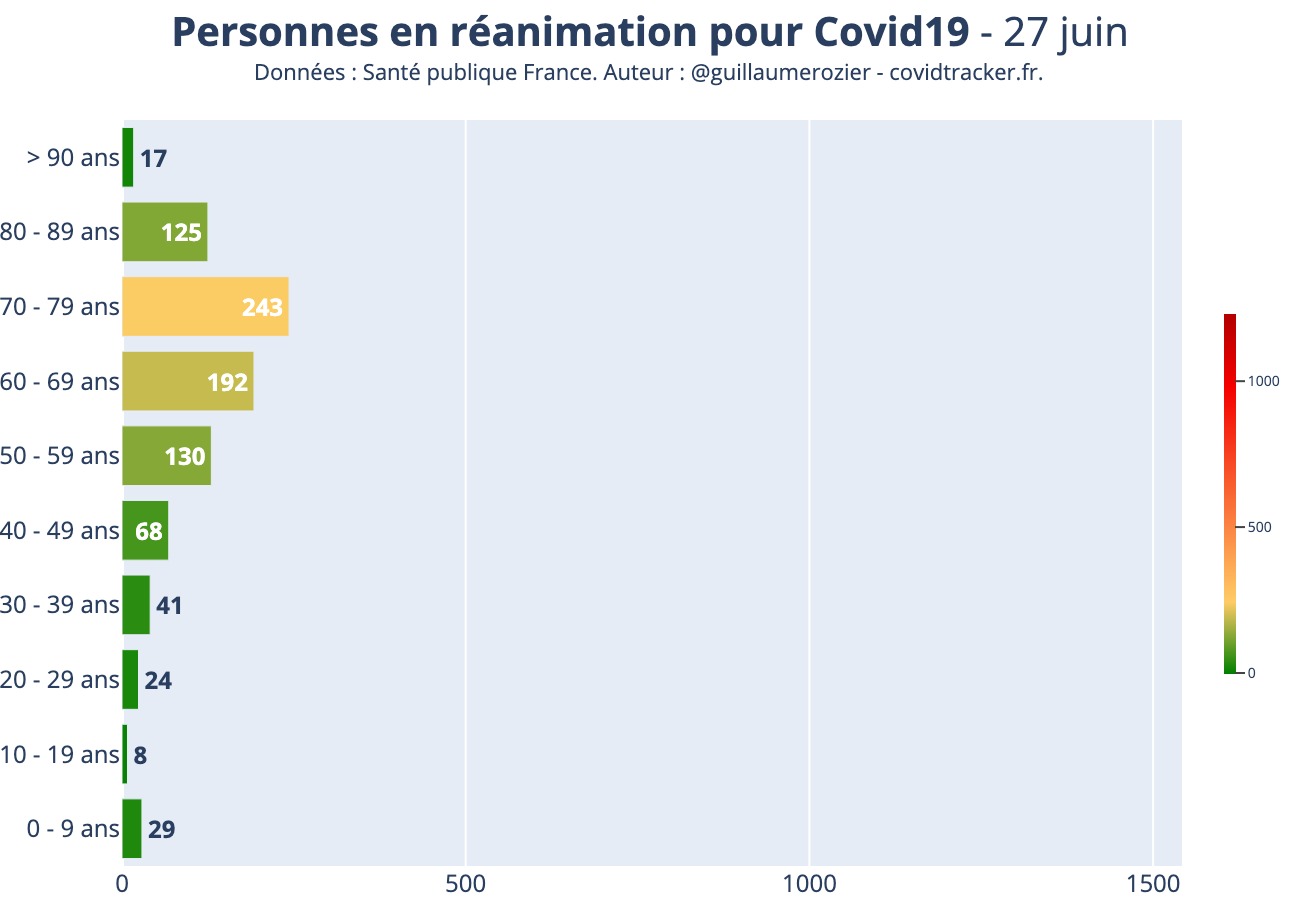 Personnes en réanimation pour Covid19 - 27 juin
Données : Santé publique France. Auteur : @guillaumerozier - covidtracker.fr.
> 90 ans 17
80 - 89 ans 125
70 - 79 ans 243
60 - 69 ans 192
50 - 59 ans 130
40 - 49 ans 68
30 - 39 ans 41
20 - 29 ans 24
10 - 19 ans 8
0 - 9 ans 29
0 500 1000 1500
1000
500
0